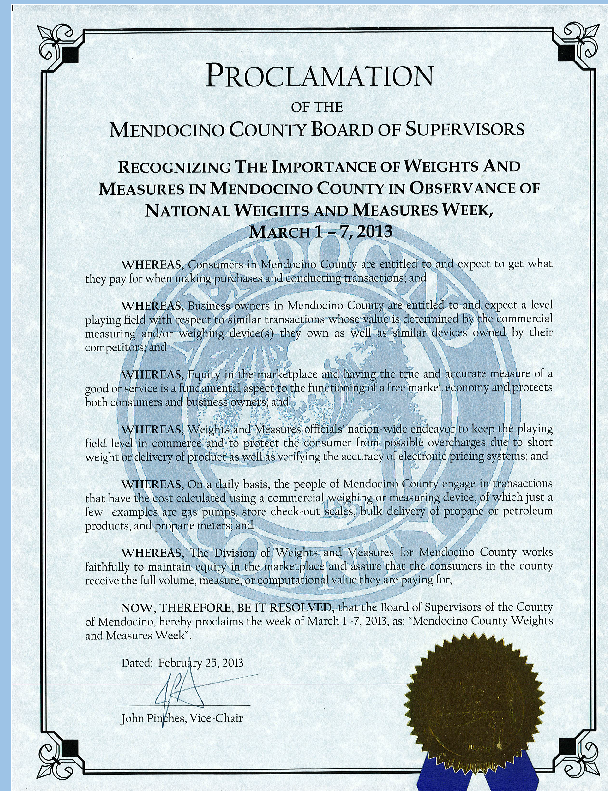 PROCLAMATION
OF THE
MENDOCINO COUNTY BOARD OF SUPERVISORS
RECOGNIZING THE IMPORTANCE OF WEIGHTS AND
MEASURES IN MENDOCINO COUNTY IN OBSERVANCE OF
NATIONAL WEIGHTS AND MEASURES WEEK,
MARCH 1 – 7, 2013
WHEREAS, Consumers in Mendocino County are entitled to and expect to get what
they pay for when making purchases and conducting transactions; and
WHEREAS, Business owners in Mendocino County are entitled to and expect a level
playing field with respect to similar transactions whose value is determined by the commercial
measuring and/or weighing device(s) they own as well as similar devices owned by their
competitors; and
WHEREAS, Equity in the marketplace and having the true and accurate measure of a
good or service is a fundamental aspect to the functioning of a free market economy and protects
both consumers and business owners; and
WHEREAS, Weights and Measures officials' nation-wide endeavor to keep the playing
field level in commerce and to protect the consumer from possible overcharges due to short
weight or delivery of product as well as verifying the accuracy of electronic pricing systems; and
WHEREAS, On a daily basis, the people of Mendocino County engage in transactions
that have the cost calculated using a commercial weighing or measuring device, of which just a
few examples are gas pumps, store check-out scales, bulk delivery of propane or petroleum
products, and propane meters; and
WHEREAS, The Division of Weights and Measures for Mendocino County works
faithfully to maintain equity in the marketplace and assure that the consumers in the county
receive the full volume, measure, or computational value they are paying for,
NOW, THEREFORE, BE IT RESOLVED, that the Board of Supervisors of the County
of Mendocino, hereby proclaims the week of March 1 -7, 2013, as: "Mendocino County Weights
and Measures Week".
Dated: February 25, 2013
John Pinches, Vice-Chair